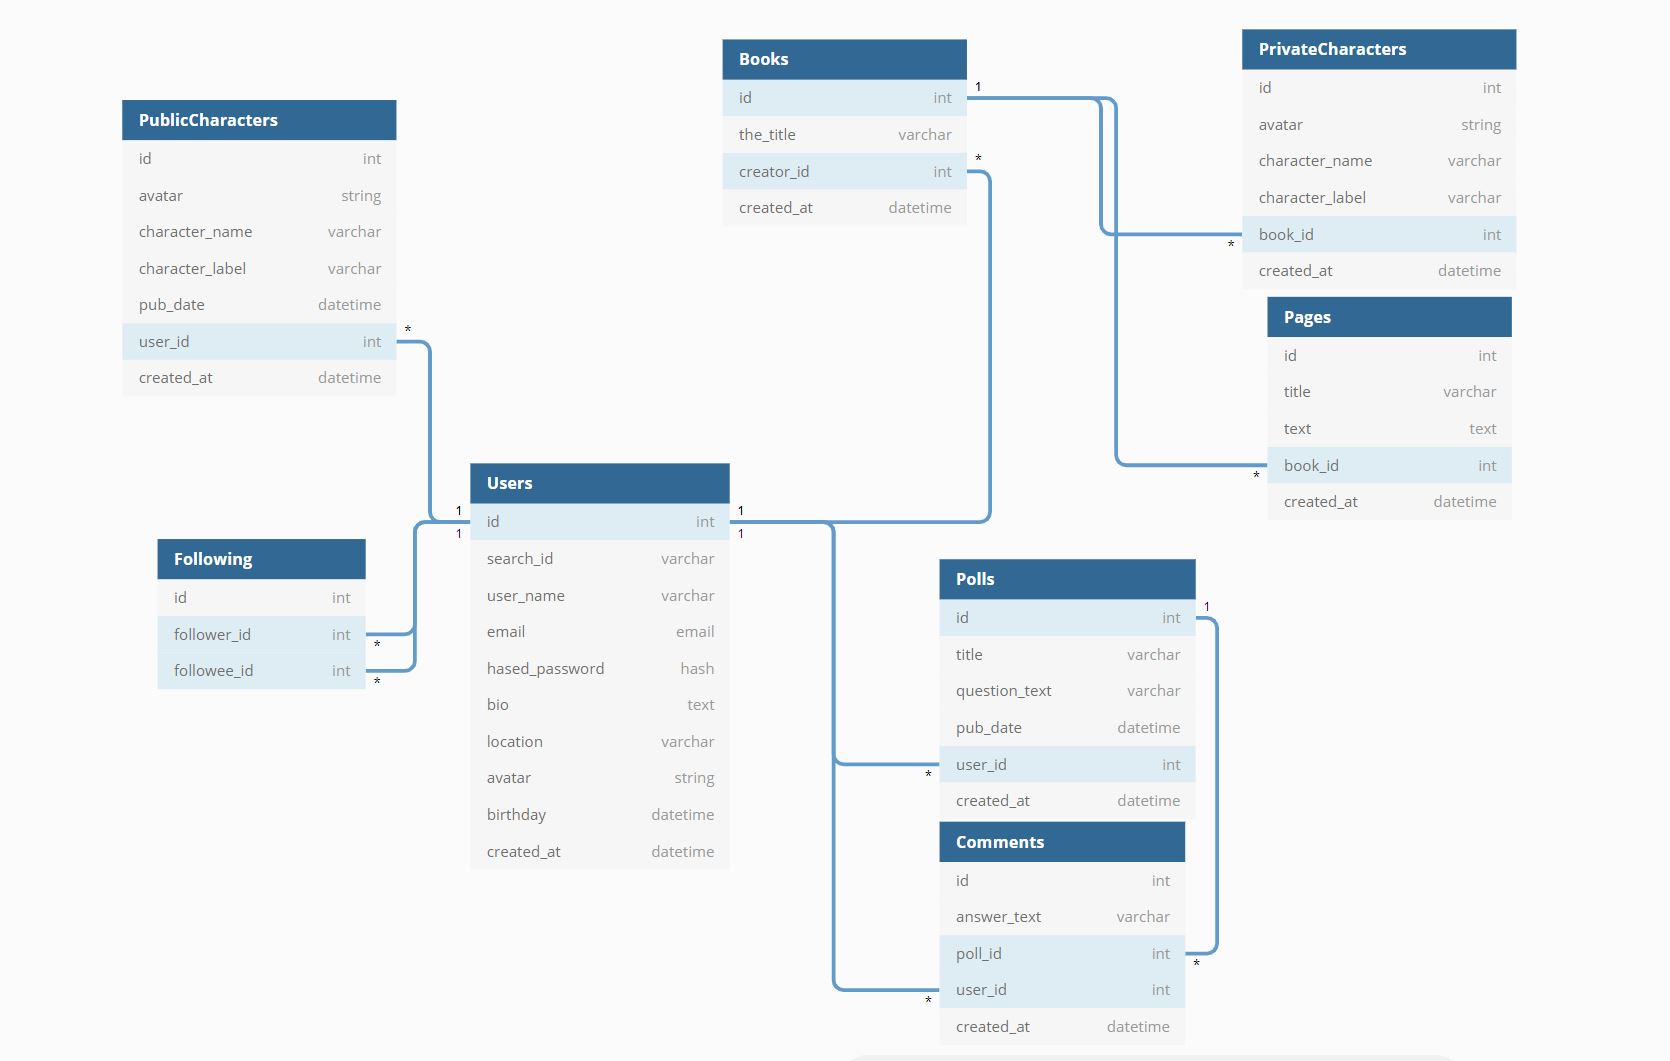 PublicCharacters
id int
avatar string
character_name varchar
character_label varchar
pub_date datetime
user_id int
*
created_at datetime
Books
id int
1
the_title varchar
creator_id int
*
created_at datetime
PrivateCharacters
id int
avatar string
character_name varchar
character_label varchar
book_id int
*
created_at datetime
Pages
id int
title varchar
text text
book_id int
*
created_at datetime
Following
id int
follower_id int
*
followee_id int
*
Users
1 id int 1
1 1
search_id varchar
user_name varchar
email email
hased_password hash
bio text
location varchar
avatar string
birthday datetime
created_at datetime
Polls
id int
1
title varchar
question_text varchar
pub_date datetime
user_id int
*
created_at datetime
Comments
id int
answer_text varchar
poll_id int
*
user_id int
*
created_at datetime